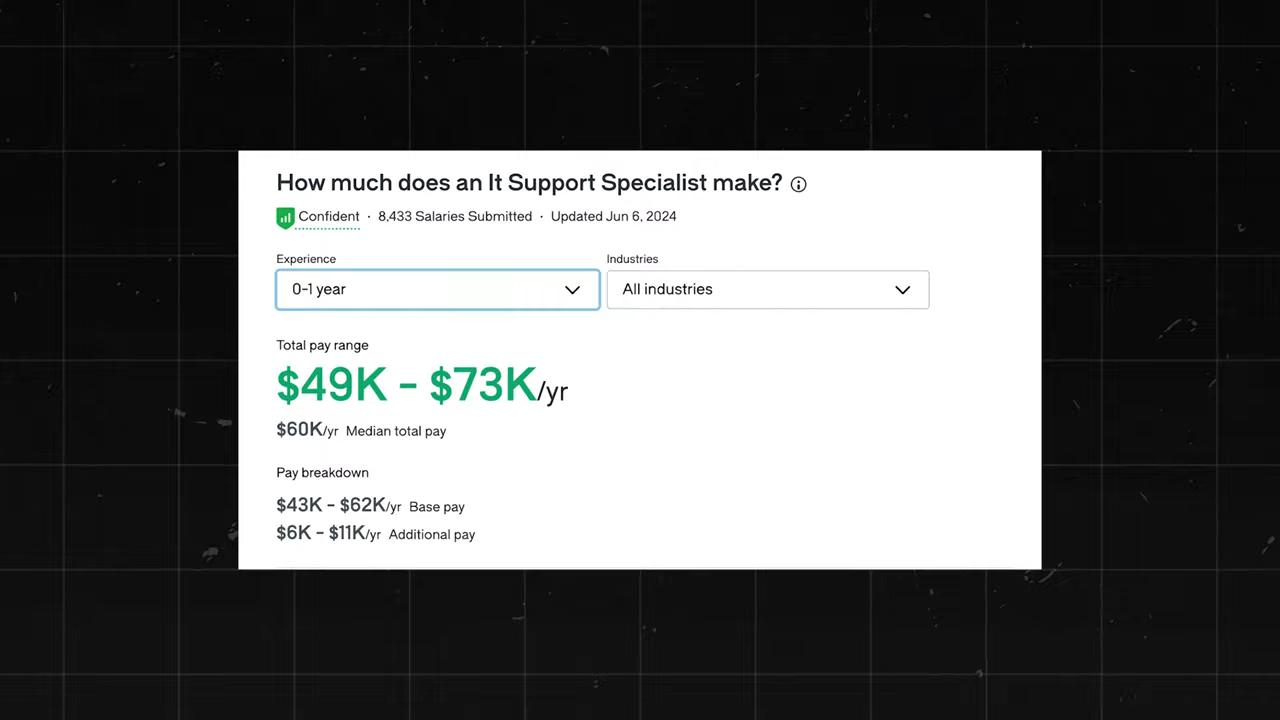 How much does an It Support Specialist make?
Confident · 8,433 Salaries Submitted · Updated Jun 6, 2024
Experience Industries
0-1 year All industries
Total pay range
$49K - $73K/yr
$60K/yr Median total pay
Pay breakdown
$43K - $62K/yr Base pay
$6K - $11K/yr Additional pay